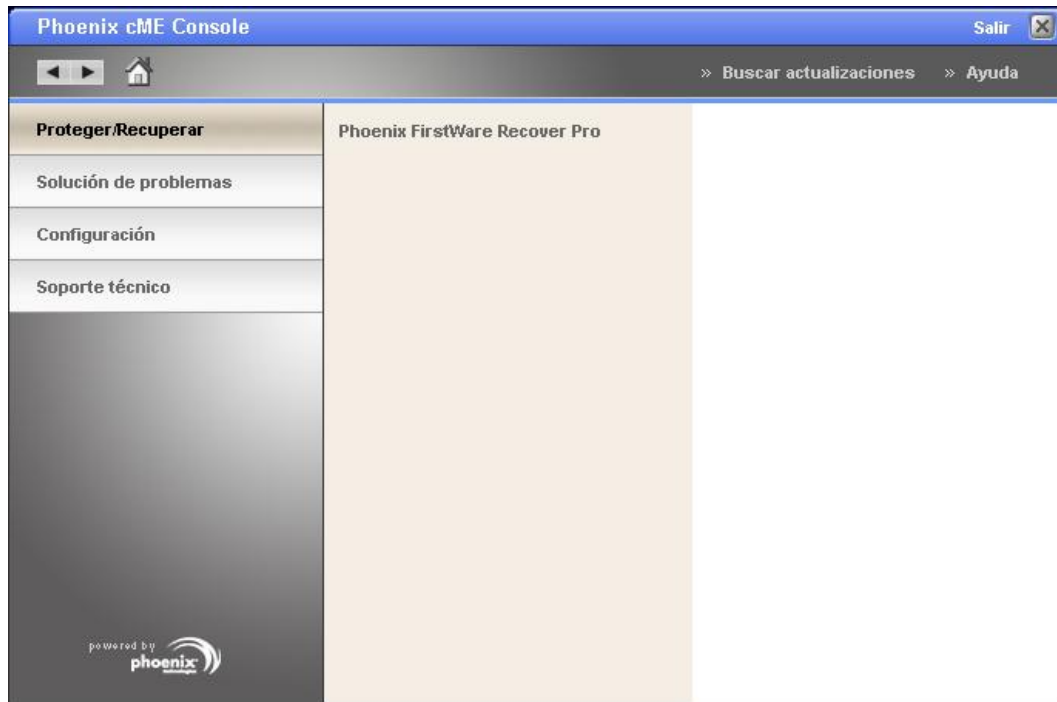 Phoenix cME Console
Salir
» Buscar actualizaciones » Ayuda
Proteger/Recuperar
Phoenix FirstWare Recover Pro
Solución de problemas
Configuración
Soporte técnico
powered by
phoenix
technologies